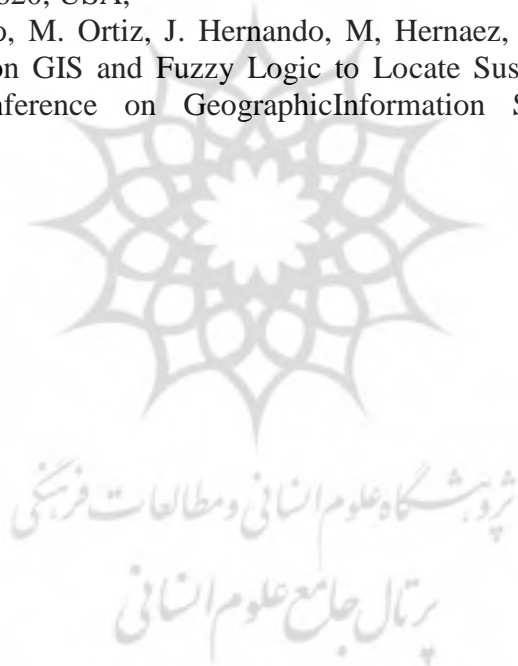 820, USA,
o, M. Ortiz, J. Hernando, M, Hernaez,
on GIS and Fuzzy Logic to Locate Sus
nference on GeographicInformation S
پژوهشگاه علوم انسانی و مطالعات فرهنگی
پرتال جامع علوم انسانی